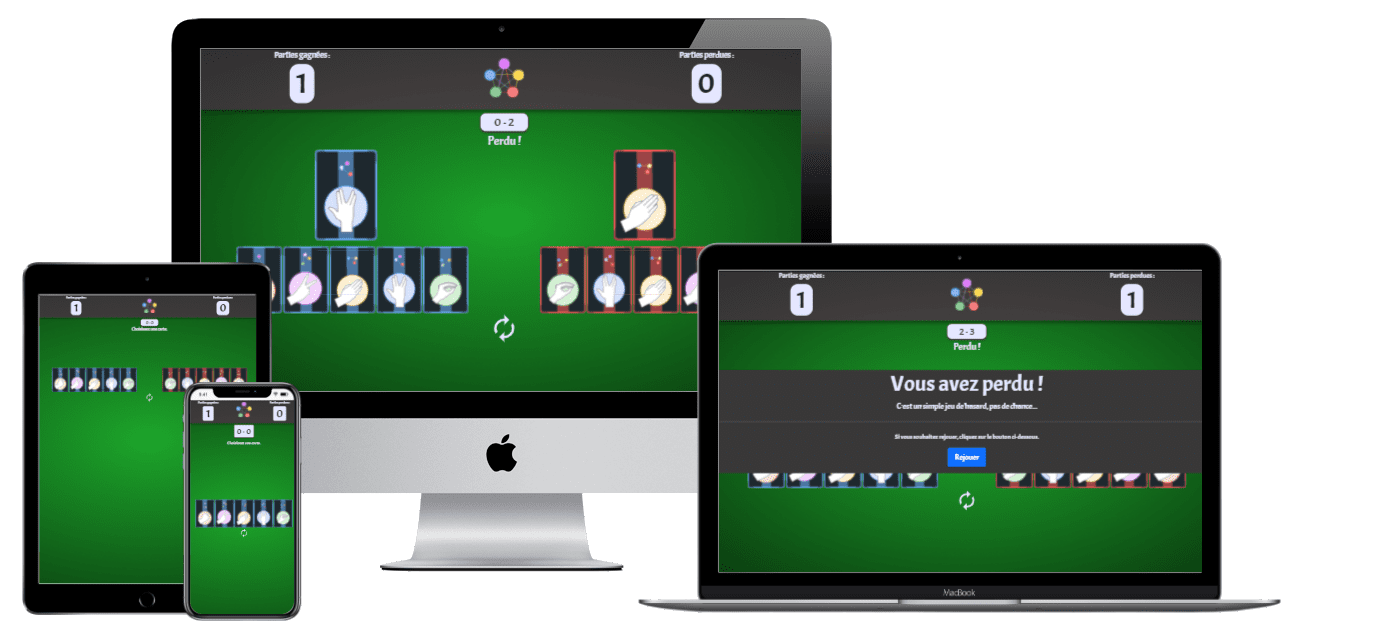 Parties gagnées :
1
Parties perdues :
0
0 - 2
Perdu !
Parties gagnées :
1
Parties perdues :
1
2 - 3
Perdu !
Vous avez perdu !
C'est un simple jeu de hasard, pas de chance...
Si vous souhaitez rejouer, cliquer sur le bouton ci-dessous.
Rejouer
MacBook
Parties gagnées :
1
Parties perdues :
0
0 - 0
Choisissez une carte.
9:41
Parties gagnées :
1
Parties perdues :
0
0 - 0
Choisissez une carte.